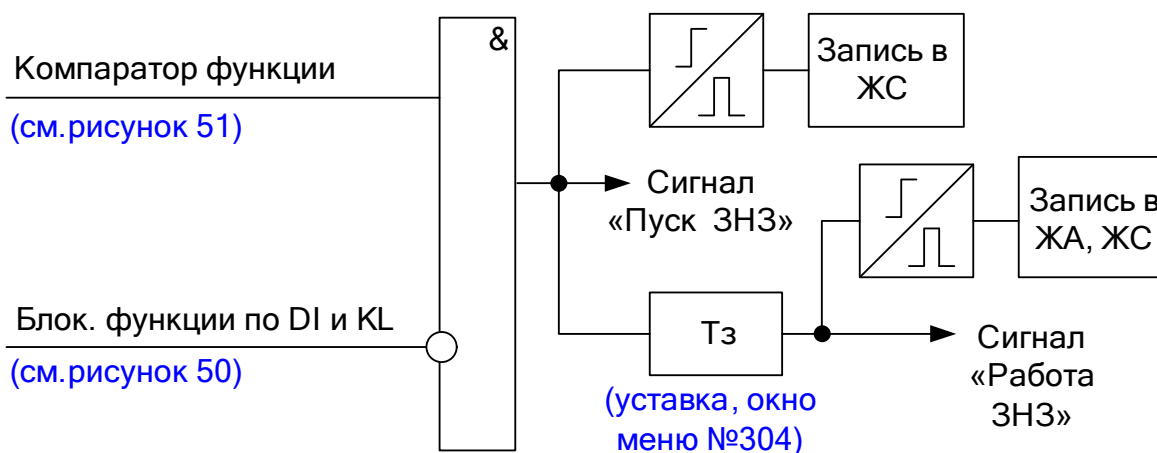 &
Компаратор функции
(см.рисунок 51)
Запись в
ЖС
Сигнал
«Пуск ЗНЗ»
Запись в
ЖА, ЖС
Блок. функции по DI и KL
(см.рисунок 50)
Тз
(уставка, окно
меню №304)
Сигнал
«Работа
ЗНЗ»